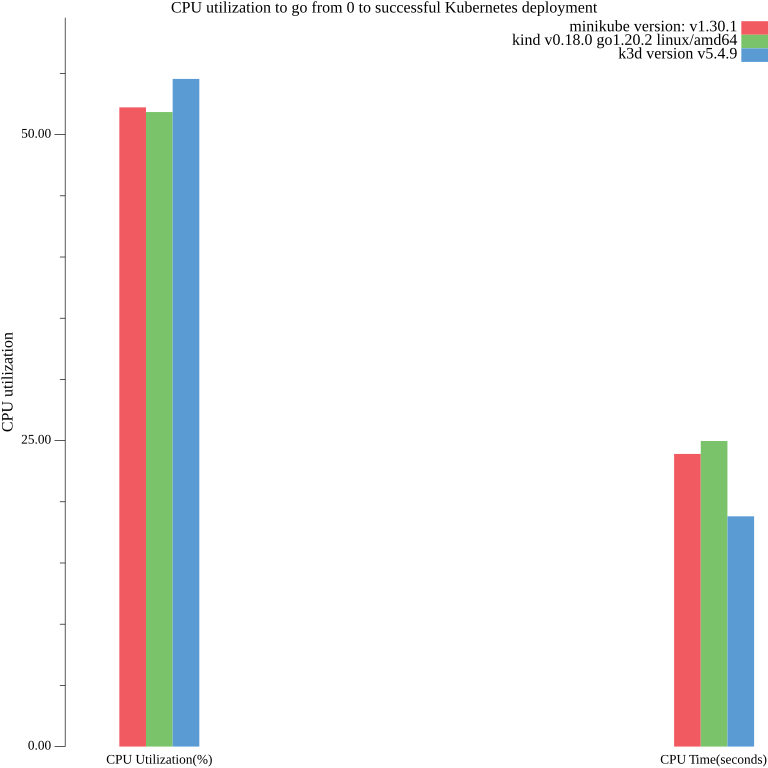 CPU utilization to go from 0 to successful Kubernetes deployment
minikube version: v1.30.1
kind v0.18.0 go1.20.2 linux/amd64
k3d version v5.4.9
CPU utilization
50.00
25.00
0.00
CPU Utilization(%)
CPU Time(seconds)